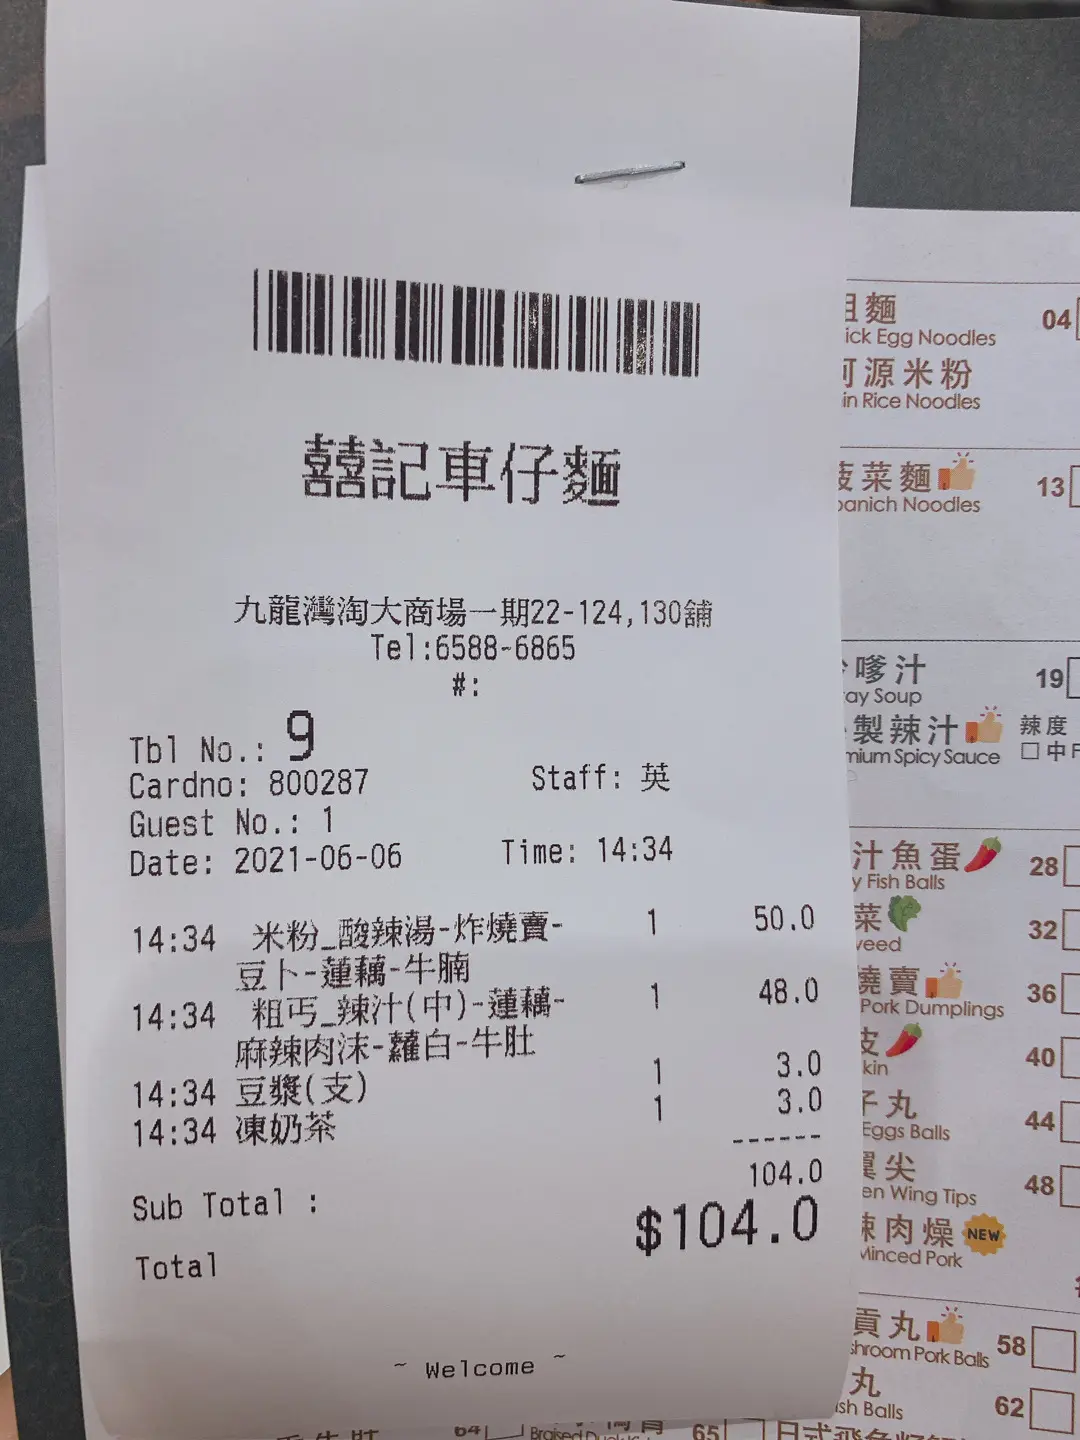 囍記車仔麵
九龍灣淘大商場一期22-124,130舖
Tel:6588-6865
#:
Tbl No.: 9
Cardno: 800287 Staff: 英
Guest No.: 1
Date: 2021-06-06 Time: 14:34
14:34 米粉_酸辣湯-炸燒賣- 1 50.0
豆卜-蓮藕-牛腩
14:34 粗丐_辣汁(中)-蓮藕- 1 48.0
麻辣肉沫-蘿白-牛肚
14:34 豆漿(支) 1 3.0
14:34 凍奶茶 1 3.0
------
Sub Total : 104.0
Total $104.0
~ Welcome ~
粗麵 04
ick Egg Noodles
河源米粉
in Rice Noodles
菠菜麵 13
panich Noodles
嗲汁 19
ay Soup
製辣汁 辣度
mium Spicy Sauce □中
汁魚蛋 28
y Fish Balls
菜 32
weed
燒賣 36
Pork Dumplings
皮 40
kin
子丸 44
Eggs Balls
翼尖 48
en Wing Tips
辣肉燥 NEW
Minced Pork
貢丸 58
shroom Pork Balls
丸 62
ish Balls
64 65